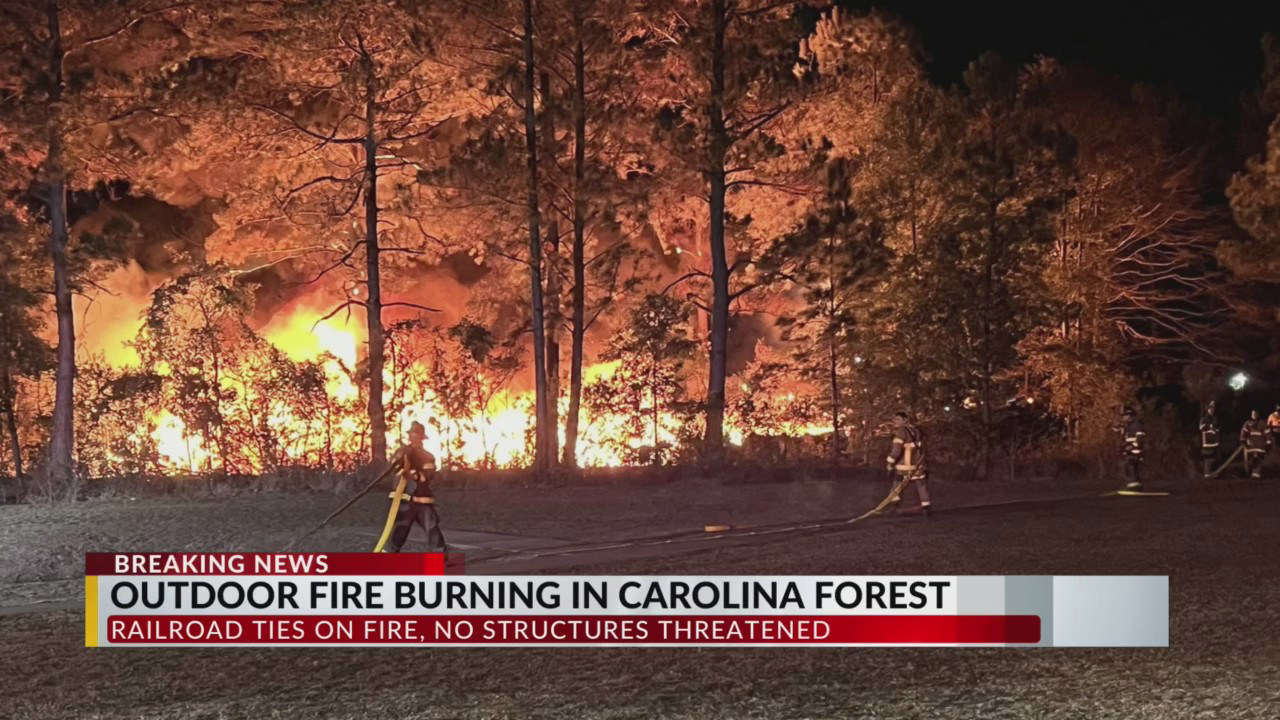 BREAKING NEWS
OUTDOOR FIRE BURNING IN CAROLINA FOREST
RAILROAD TIES ON FIRE, NO STRUCTURES THREATENED